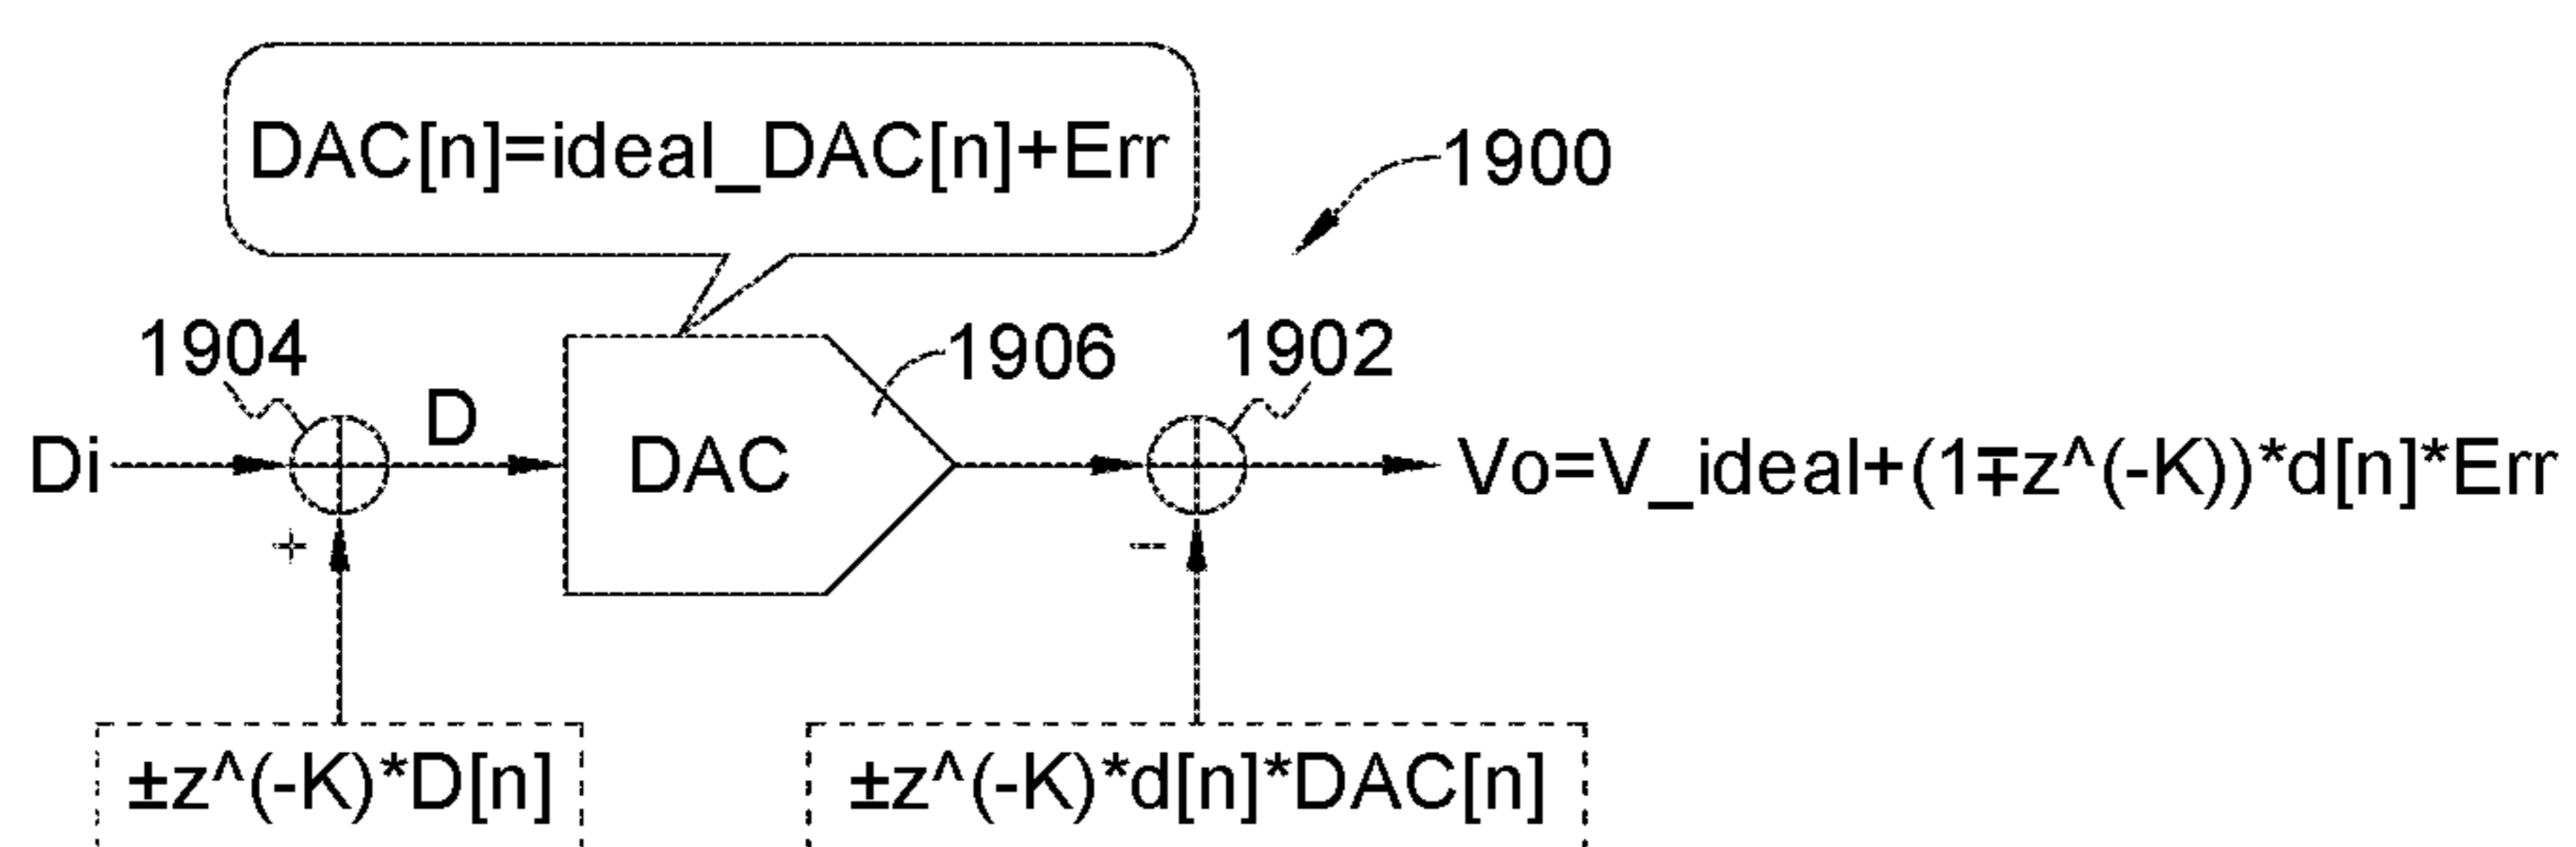 DAC[n]=ideal_DAC[n]+Err
1900
1904
1906
1902
D
Di
DAC
Vo=V_ideal+(1∓z^(-K))*d[n]*Err
+
-
±z^(-K)*D[n]
±z^(-K)*d[n]*DAC[n]